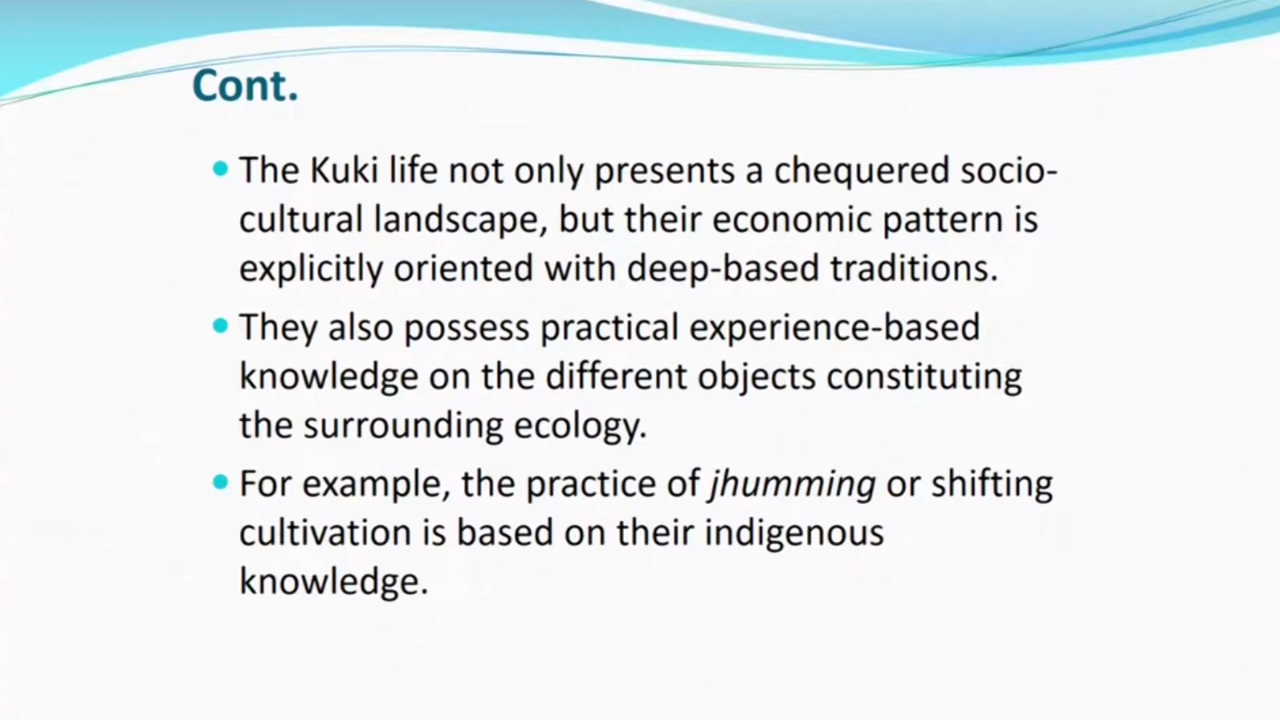 Cont.
The Kuki life not only presents a chequered socio-
cultural landscape, but their economic pattern is
explicitly oriented with deep-based traditions.
They also possess practical experience-based
knowledge on the different objects constituting
the surrounding ecology.
For example, the practice of jhumming or shifting
cultivation is based on their indigenous
knowledge.